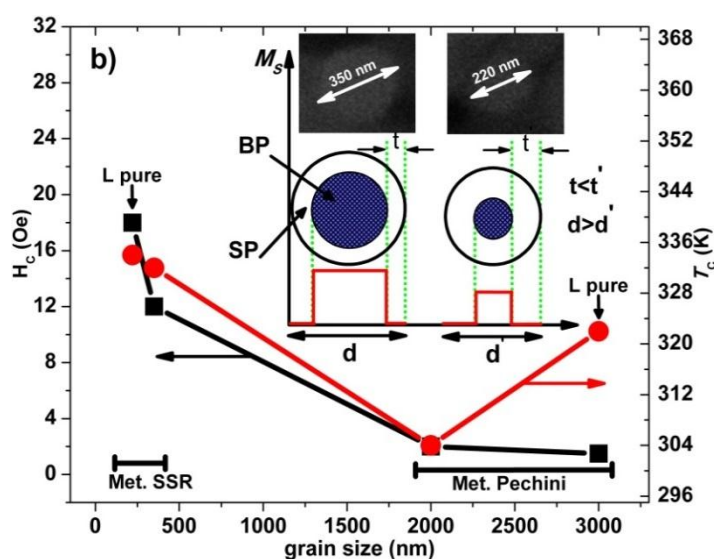 b)
M_S
350 nm
220 nm
t
t'
BP
SP
t<t'
d>d'
L pure
L pure
d
d'
Met. SSR
Met. Pechini
H_C (Oe)
32
28
24
20
16
12
8
4
0
T_C (K)
368
360
352
344
336
328
320
312
304
296
0
500
1000
1500
2000
2500
3000
grain size (nm)